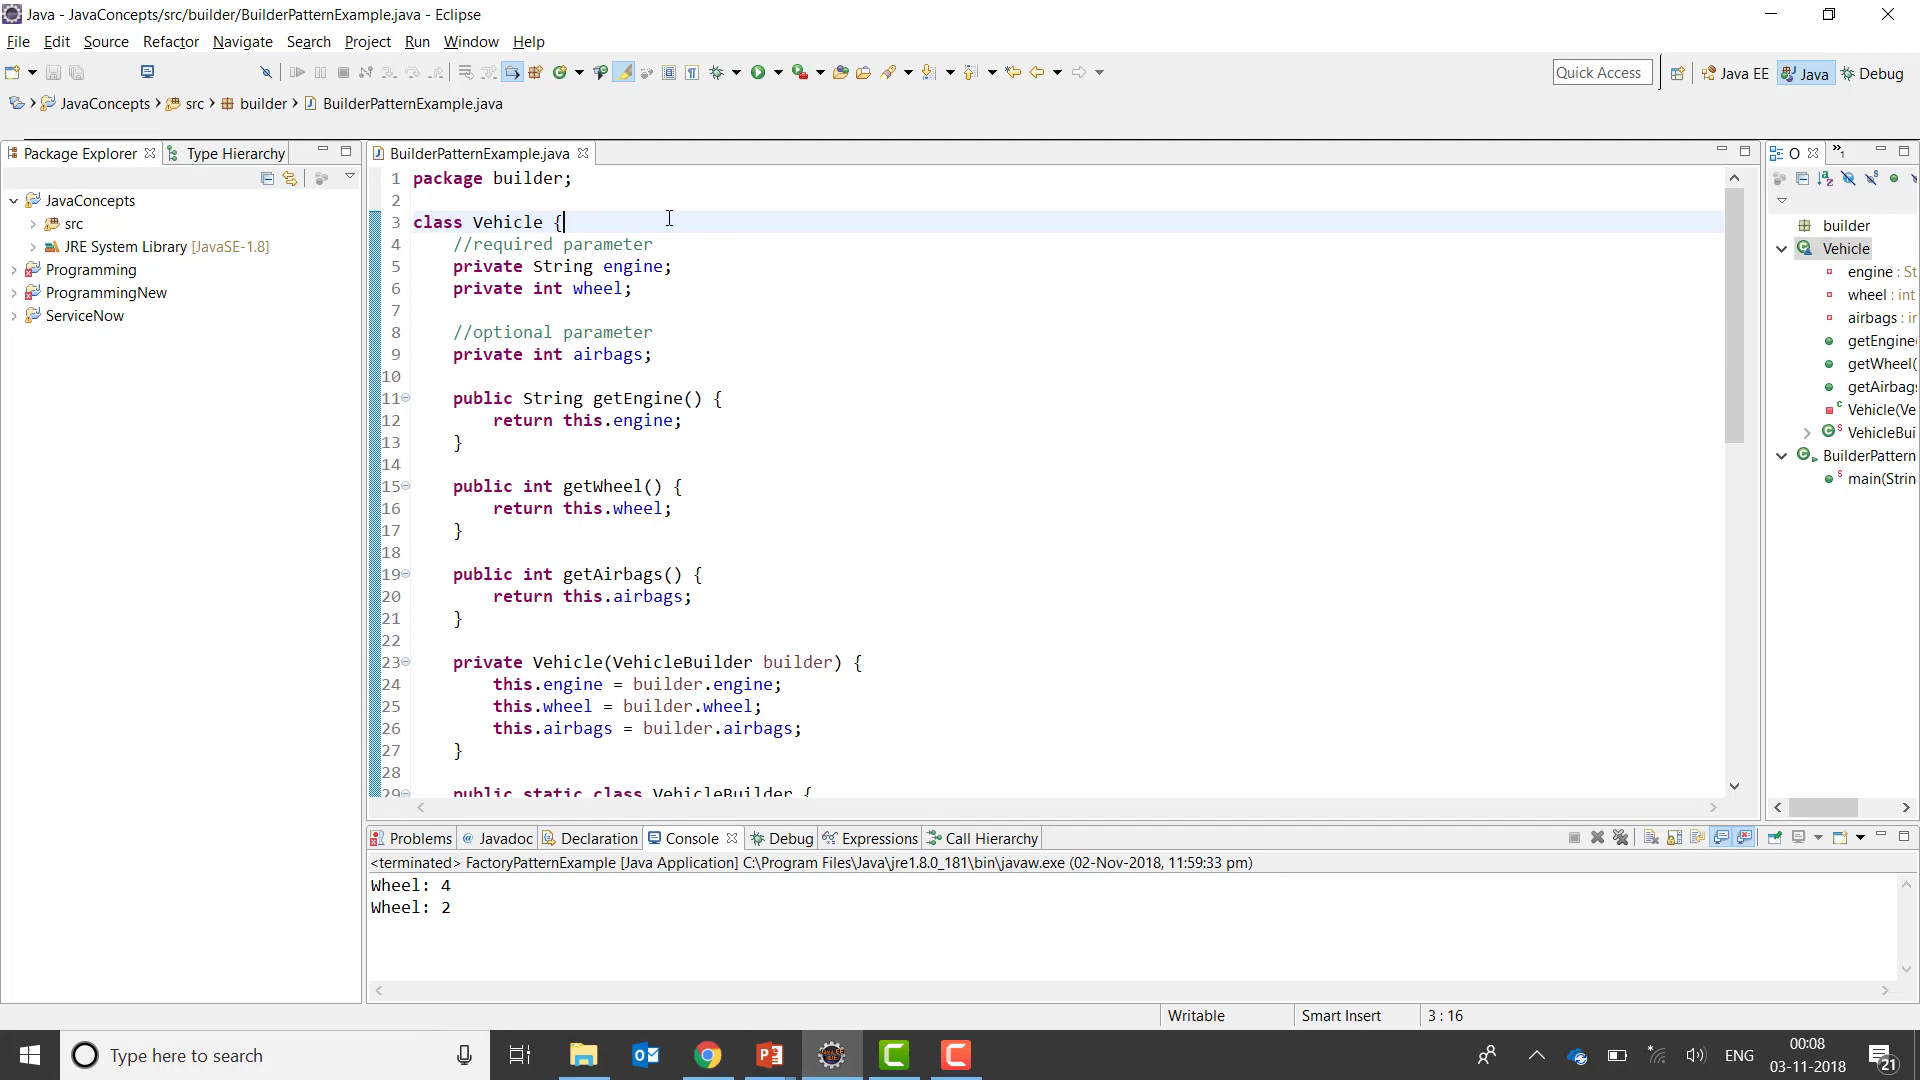 Java - JavaConcepts/src/builder/BuilderPatternExample.java - Eclipse
File Edit Source Refactor Navigate Search Project Run Window Help
Quick Access Java EE Java Debug
JavaConcepts src builder BuilderPatternExample.java
Package Explorer Type Hierarchy
JavaConcepts
src
JRE System Library [JavaSE-1.8]
Programming
ProgrammingNew
ServiceNow
BuilderPatternExample.java
1 package builder;
2
3 class Vehicle {
4 //required parameter
5 private String engine;
6 private int wheel;
7
8 //optional parameter
9 private int airbags;
10
11 public String getEngine() {
12 return this.engine;
13 }
14
15 public int getWheel() {
16 return this.wheel;
17 }
18
19 public int getAirbags() {
20 return this.airbags;
21 }
22
23 private Vehicle(VehicleBuilder builder) {
24 this.engine = builder.engine;
25 this.wheel = builder.wheel;
26 this.airbags = builder.airbags;
27 }
28
29 public static class VehicleBuilder {
O
builder
Vehicle
engine : St
wheel : int
airbags : ir
getEngine
getWheel(
getAirbag
Vehicle(Ve
VehicleBui
BuilderPattern
main(Strin
Problems Javadoc Declaration Console Debug Expressions Call Hierarchy
<terminated> FactoryPatternExample [Java Application] C:\Program Files\Java\jre1.8.0_181\bin\javaw.exe (02-Nov-2018, 11:59:33 pm)
Wheel: 4
Wheel: 2
Writable Smart Insert 3 : 16
Type here to search
ENG
00:08
03-11-2018
21